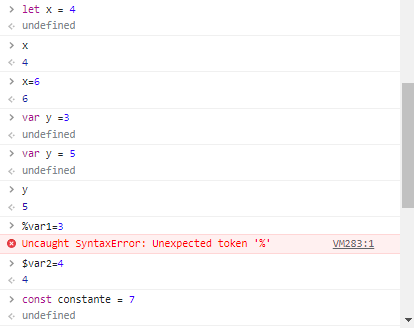 > let x = 4
< undefined
> x
< 4
> x=6
< 6
> var y =3
< undefined
> var y = 5
< undefined
> y
< 5
> %var1=3
Uncaught SyntaxError: Unexpected token '%' VM283:1
> $var2=4
< 4
> const constante = 7
< undefined